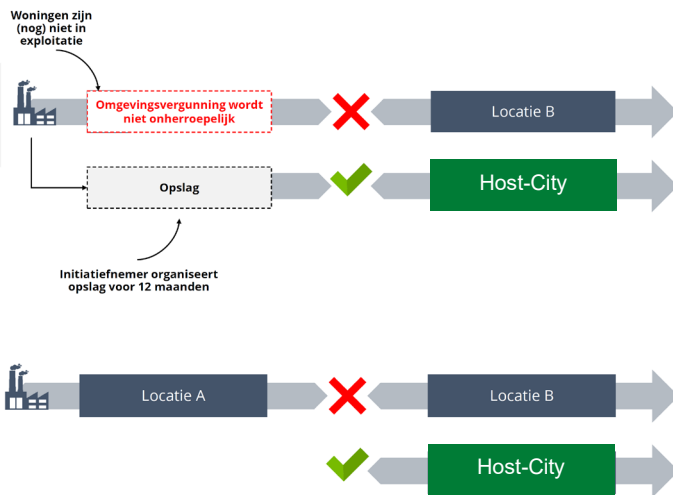 Woningen zijn
(nog) niet in
exploitatie
Omgevingsvergunning wordt
niet onherroepelijk
Locatie B
Opslag
Host-City
Initiatiefnemer organiseert
opslag voor 12 maanden
Locatie A
Locatie B
Host-City